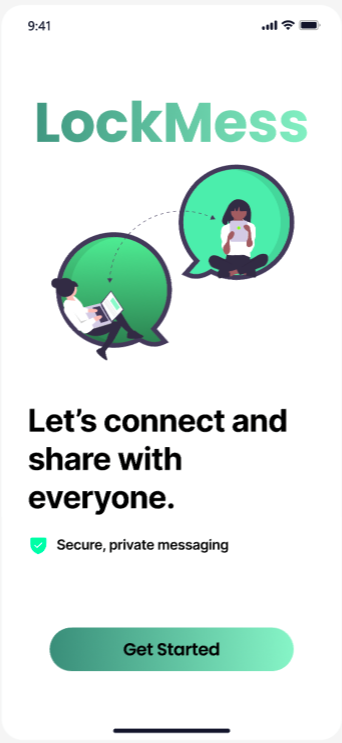 9:41
LockMess
Let’s connect and
share with
everyone.
Secure, private messaging
Get Started